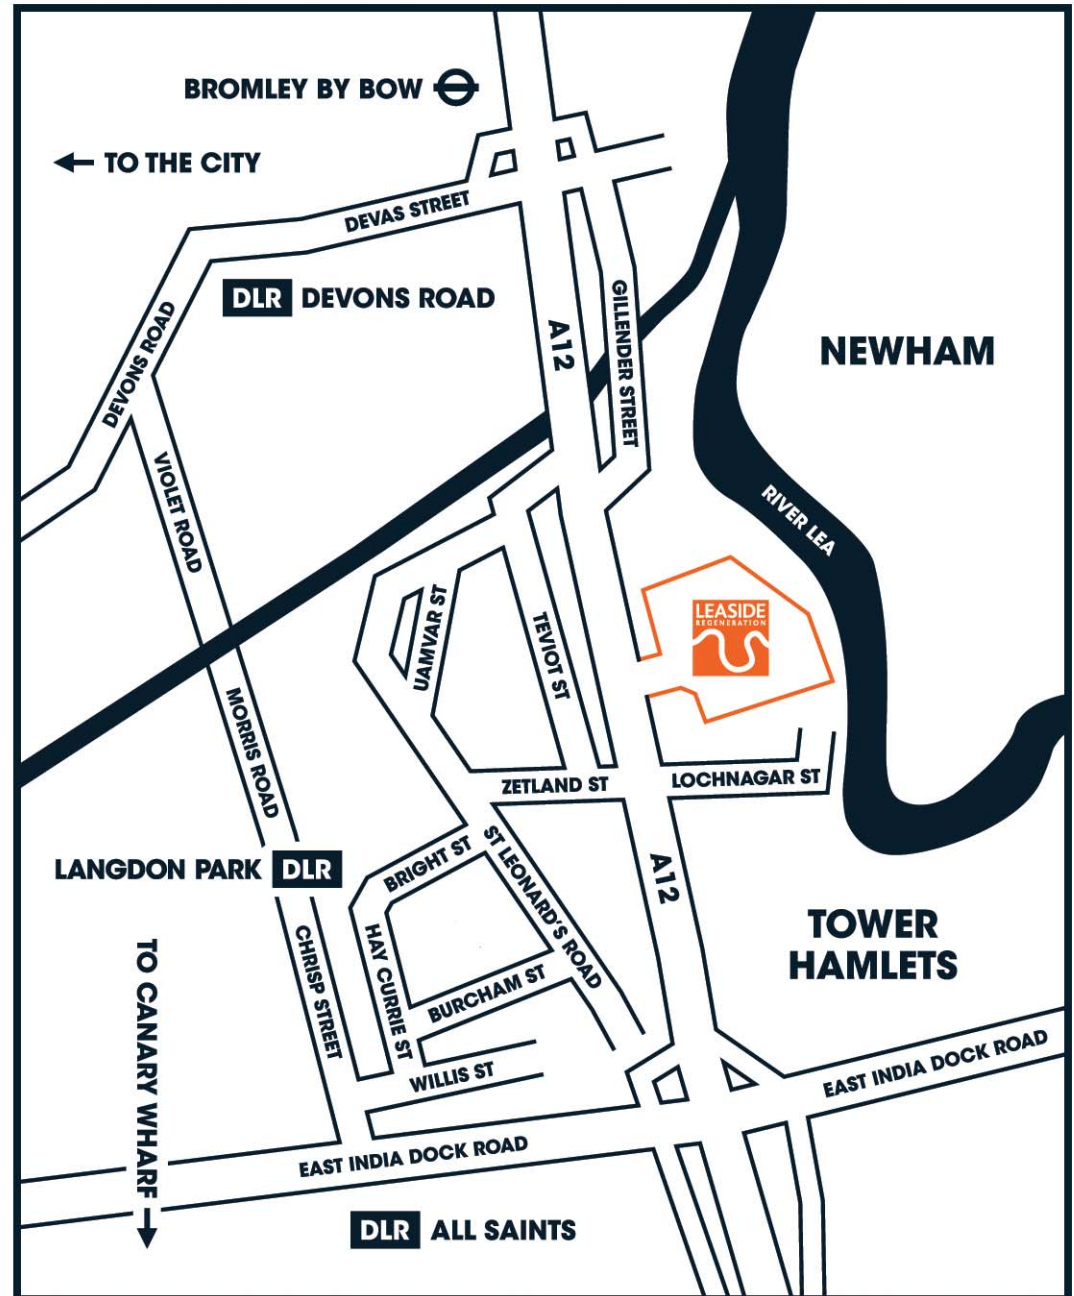 BROMLEY BY BOW
TO THE CITY
DEVAS STREET
DLR DEVONS ROAD
DEVONS ROAD
A12
GILLENDER STREET
NEWHAM
VIOLET ROAD
RIVER LEA
UAMVAR ST
TEVIOT ST
LEASIDE
REGENERATION
MORRIS ROAD
ZETLAND ST
LOCHNAGAR ST
LANGDON PARK DLR
BRIGHT ST
ST LEONARD'S ROAD
A12
TOWER
HAMLETS
CHRISP STREET
HAY CURRIE ST
BURCHAM ST
TO CANARY WHARF
WILLIS ST
EAST INDIA DOCK ROAD
EAST INDIA DOCK ROAD
DLR ALL SAINTS